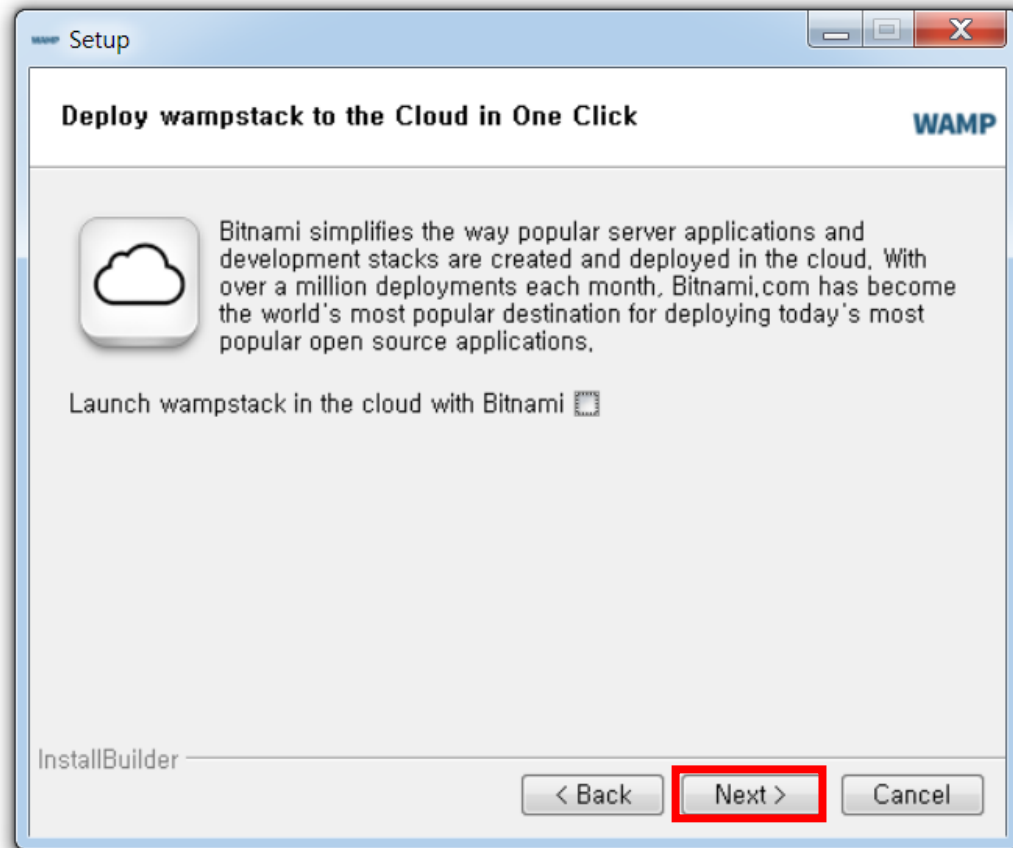 WAMP Setup
Deploy wampstack to the Cloud in One Click
WAMP
Bitnami simplifies the way popular server applications and
development stacks are created and deployed in the cloud. With
over a million deployments each month, Bitnami.com has become
the world's most popular destination for deploying today's most
popular open source applications.
Launch wampstack in the cloud with Bitnami
InstallBuilder
< Back Next > Cancel